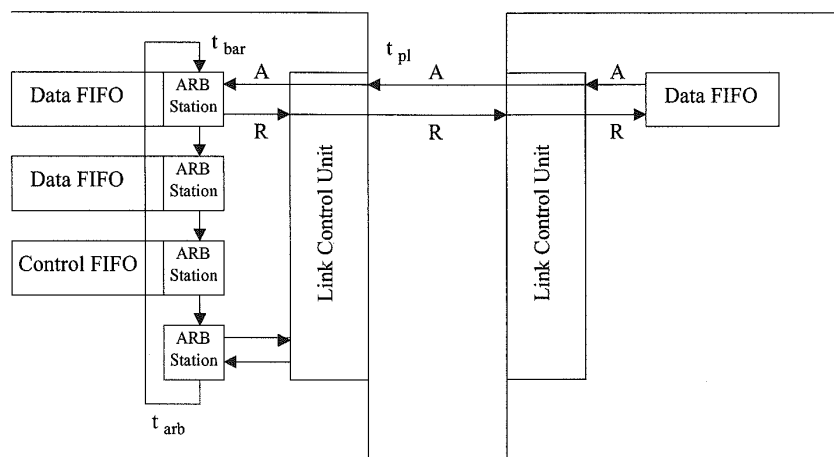 t bar
t pl
A
A
A
Data FIFO
ARB
Station
Data FIFO
R
R
R
Data FIFO
ARB
Station
Link Control Unit
Link Control Unit
Control FIFO
ARB
Station
ARB
Station
t arb